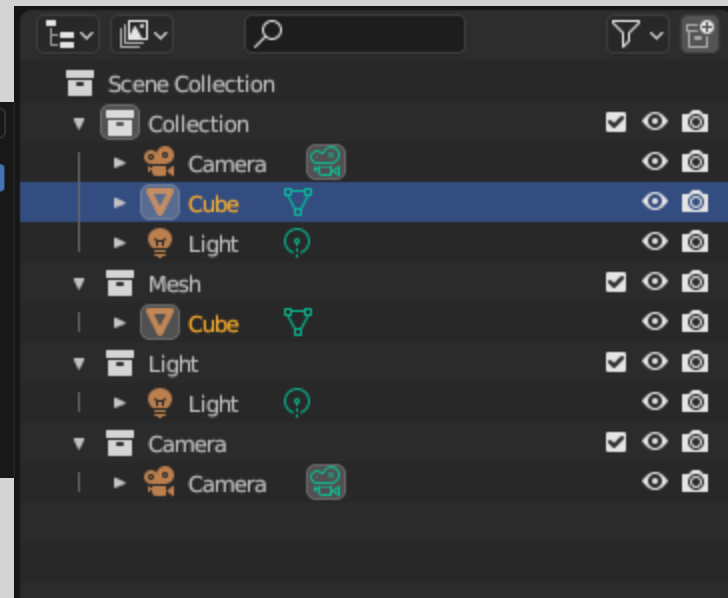 Scene Collection
Collection
Camera
Cube
Light
Mesh
Cube
Light
Light
Camera
Camera